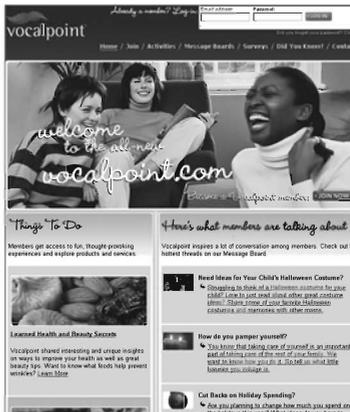 Already a member? Log-in
Email address
Password:
vocalpoint
Home / Join / Activities / Message Boards / Surveys / Did You Know? /
welcome
to the all-new
vocalpoint.com
Become a Vocalpoint member
JOIN NOW
Things To Do
Here's what members are talking about
Members get access to fun, thought-provoking
experiences and explore products and services.
Vocalpoint inspires a lot of conversation among members. Check out
hottest threads on our Message Board.
Need Ideas for Your Child's Halloween Costume?
Struggling to think of a Halloween costume for your
child? Love to just read about other great costume
ideas? Share some of your favorite Halloween
costumes and memories with other moms.
Learned Health and Beauty Secrets
Vocalpoint shared interesting and unique insights
on ways to improve your health as well as great
beauty tips. Want to know what foods help prevent
wrinkles? Learn More
How do you pamper yourself?
You know that taking care of yourself is an important
part of taking care of the rest of your family. We
want to know how you do it. So tell us what little
luxuries you indulge in.
Cut Backs on Holiday Spending?
Are you planning to change how much you spend on